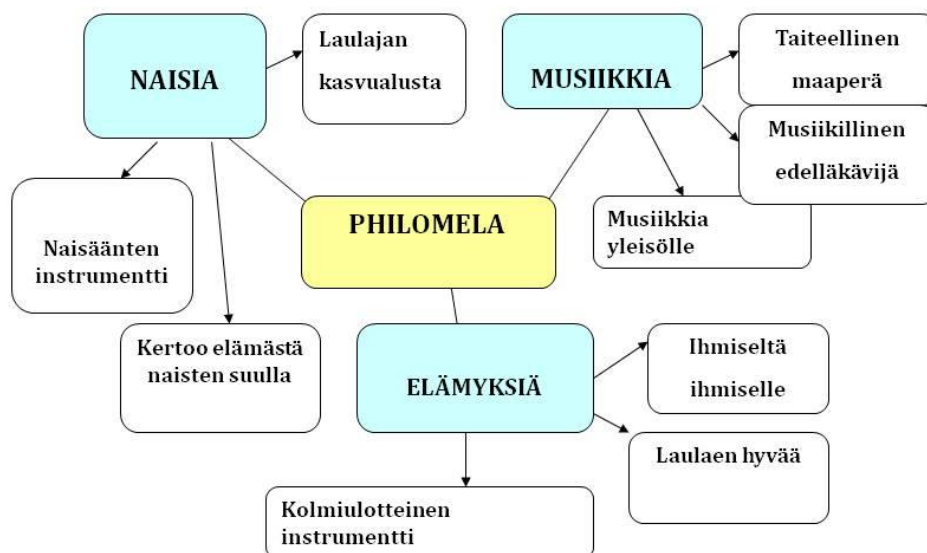 NAISIA
Laulajan
kasvualusta
Naisäänten
instrumentti
Kertoo elämästä
naisten suulla
MUSIIKKIA
Taiteellinen
maaperä
Musiikillinen
edelläkävijä
Musiikkia
yleisölle
PHILOMELA
ELÄMYKSIÄ
Ihmiseltä
ihmiselle
Laulaen hyvää
Kolmiulotteinen
instrumentti